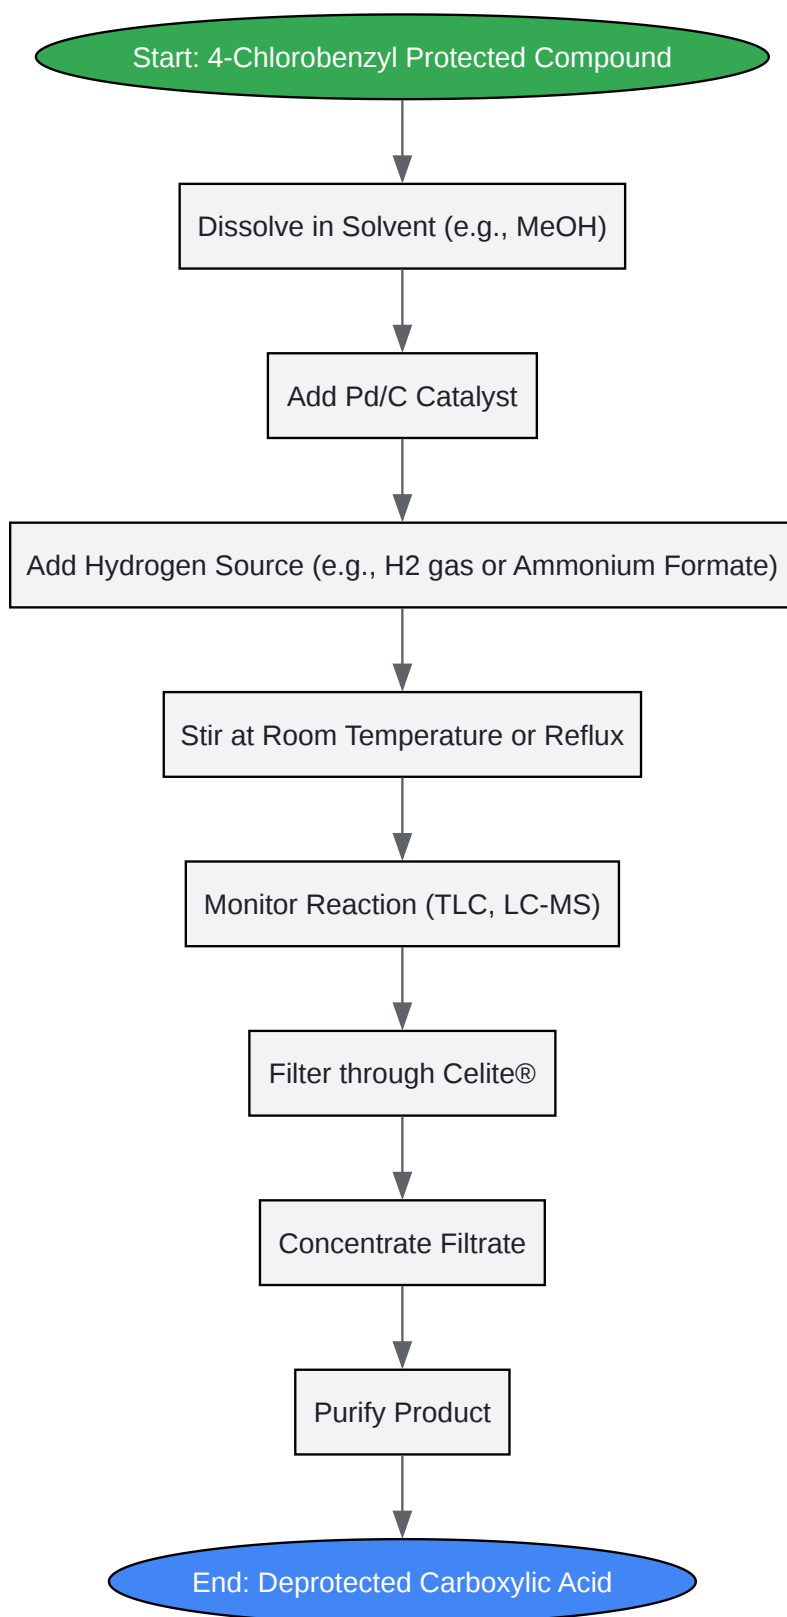 Start: 4-Chlorobenzyl Protected Compound
Dissolve in Solvent (e.g., MeOH)
Add Pd/C Catalyst
Add Hydrogen Source (e.g., H2 gas or Ammonium Formate)
Stir at Room Temperature or Reflux
Monitor Reaction (TLC, LC-MS)
Filter through Celite®
Concentrate Filtrate
Purify Product
End: Deprotected Carboxylic Acid